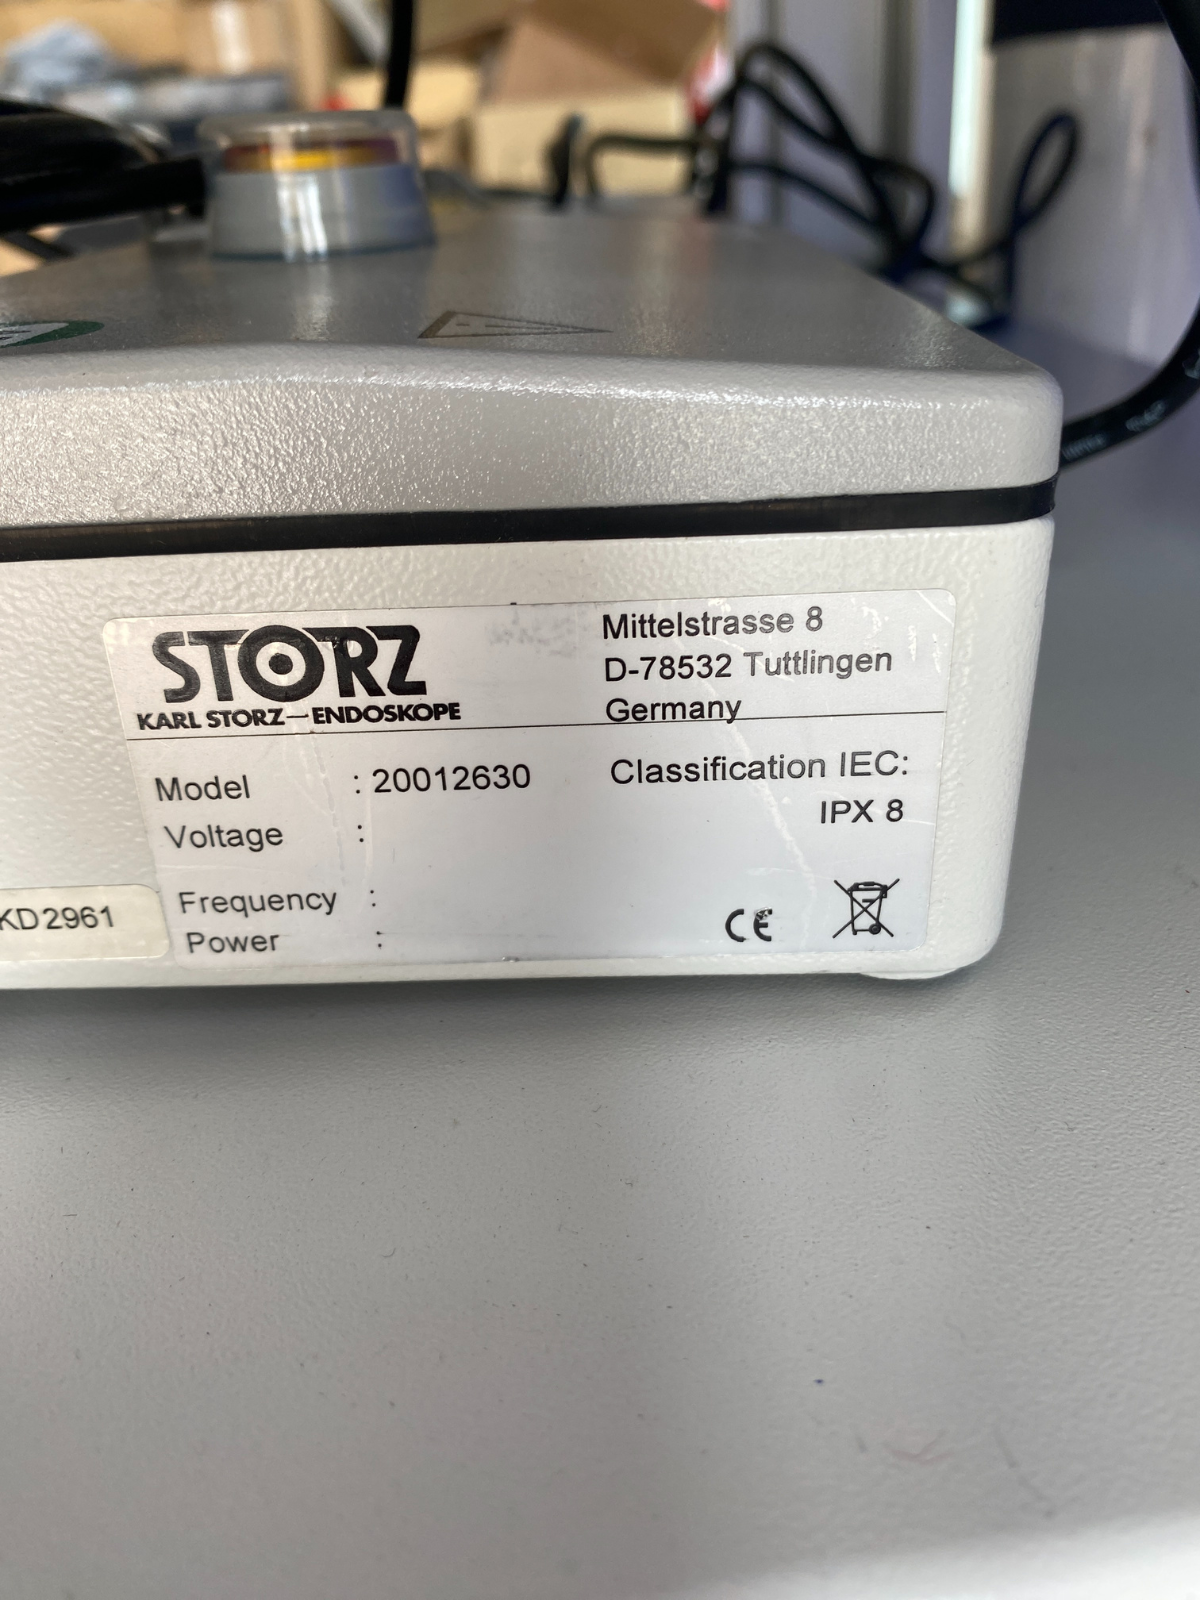 STORZ
KARL STORZ—ENDOSKOPE
Mittelstrasse 8
D-78532 Tuttlingen
Germany
Model : 20012630
Voltage :
Frequency :
Power :
Classification IEC:
IPX 8
CE
KD2961